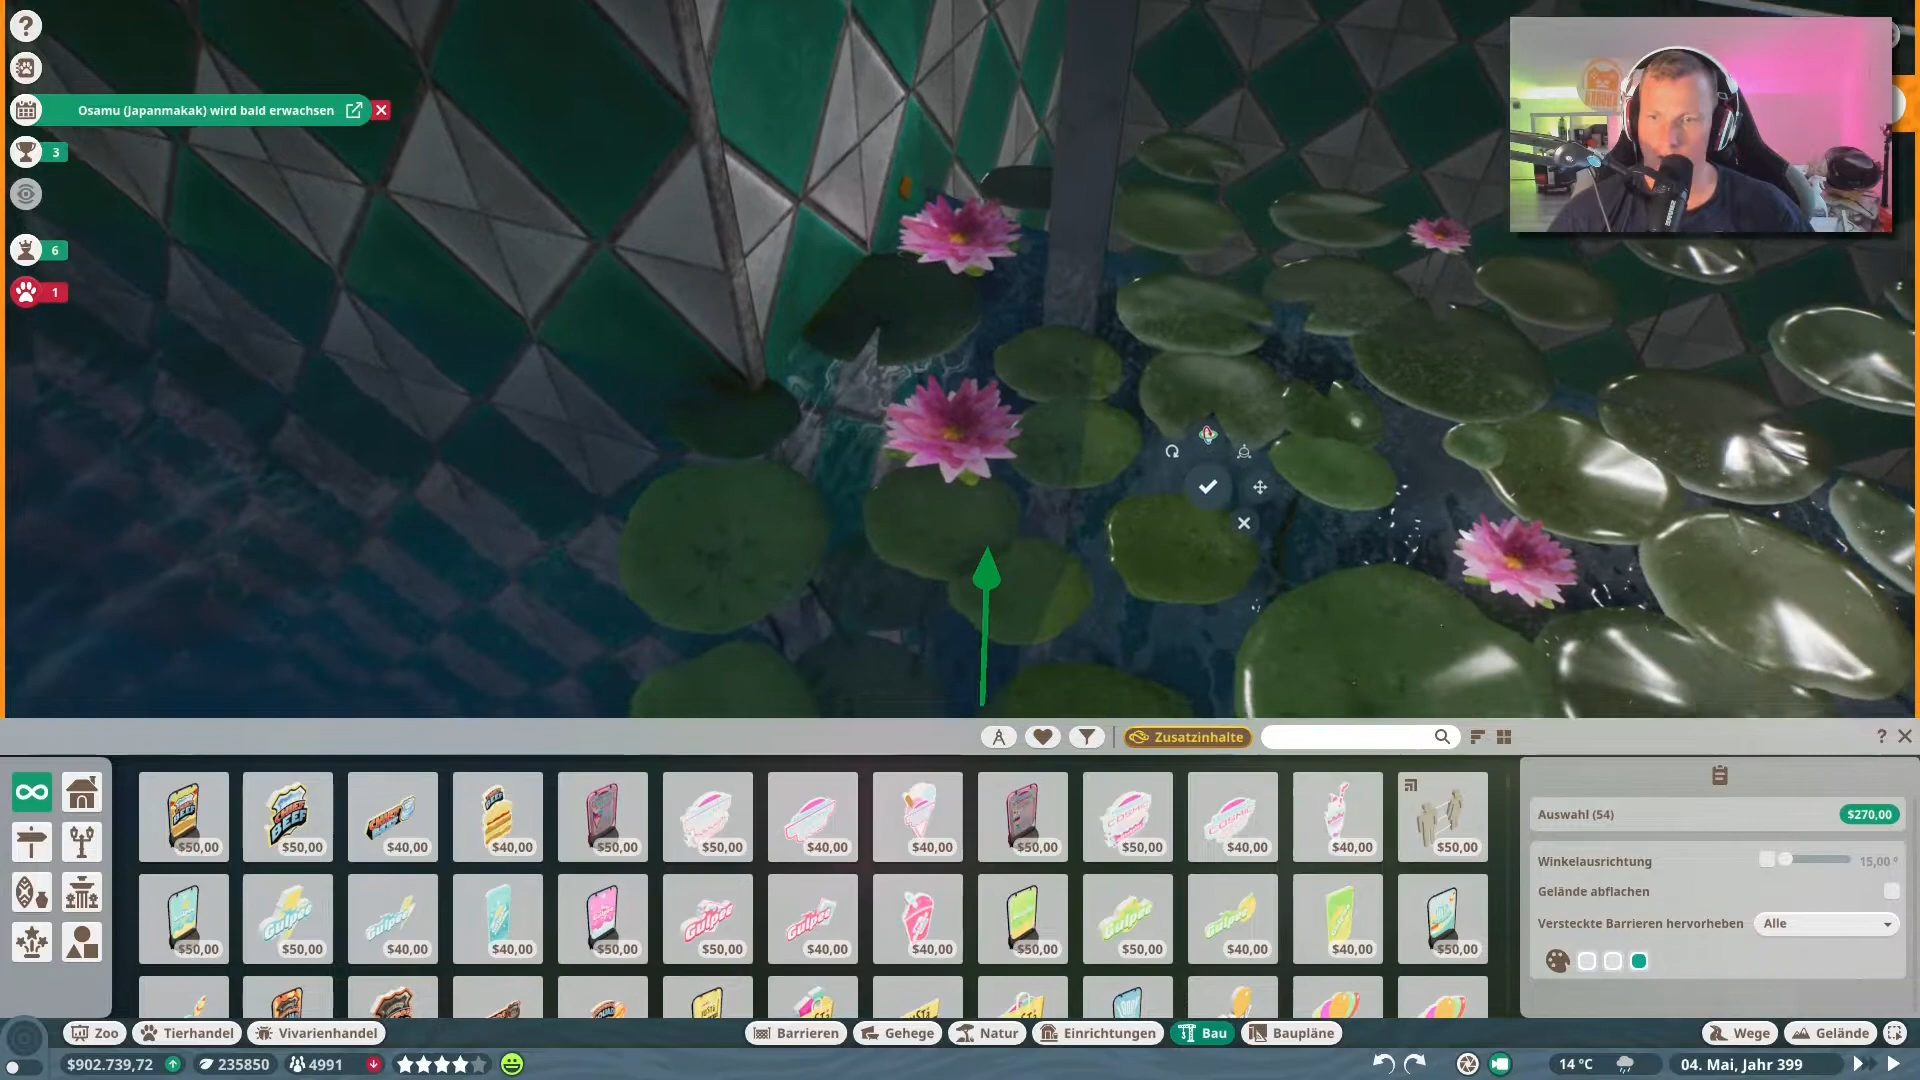 ?
Osamu (Japanmakak) wird bald erwachsen
3
6
1
Zusatzinhalte
?
$50,00 $50,00 $40,00 $40,00 $50,00 $50,00 $40,00 $40,00 $50,00 $50,00 $40,00 $40,00 $50,00
$50,00 $50,00 $40,00 $40,00 $50,00 $50,00 $40,00 $40,00 $50,00 $50,00 $40,00 $40,00 $50,00
Auswahl (54) $270,00
Winkelausrichtung 15,00 °
Gelände abflachen
Versteckte Barrieren hervorheben Alle
Zoo Tierhandel Vivarienhandel Barrieren Gehege Natur Einrichtungen Bau Baupläne Wege Gelände
$902.739,72 235850 4991 14 °C 04. Mai, Jahr 399